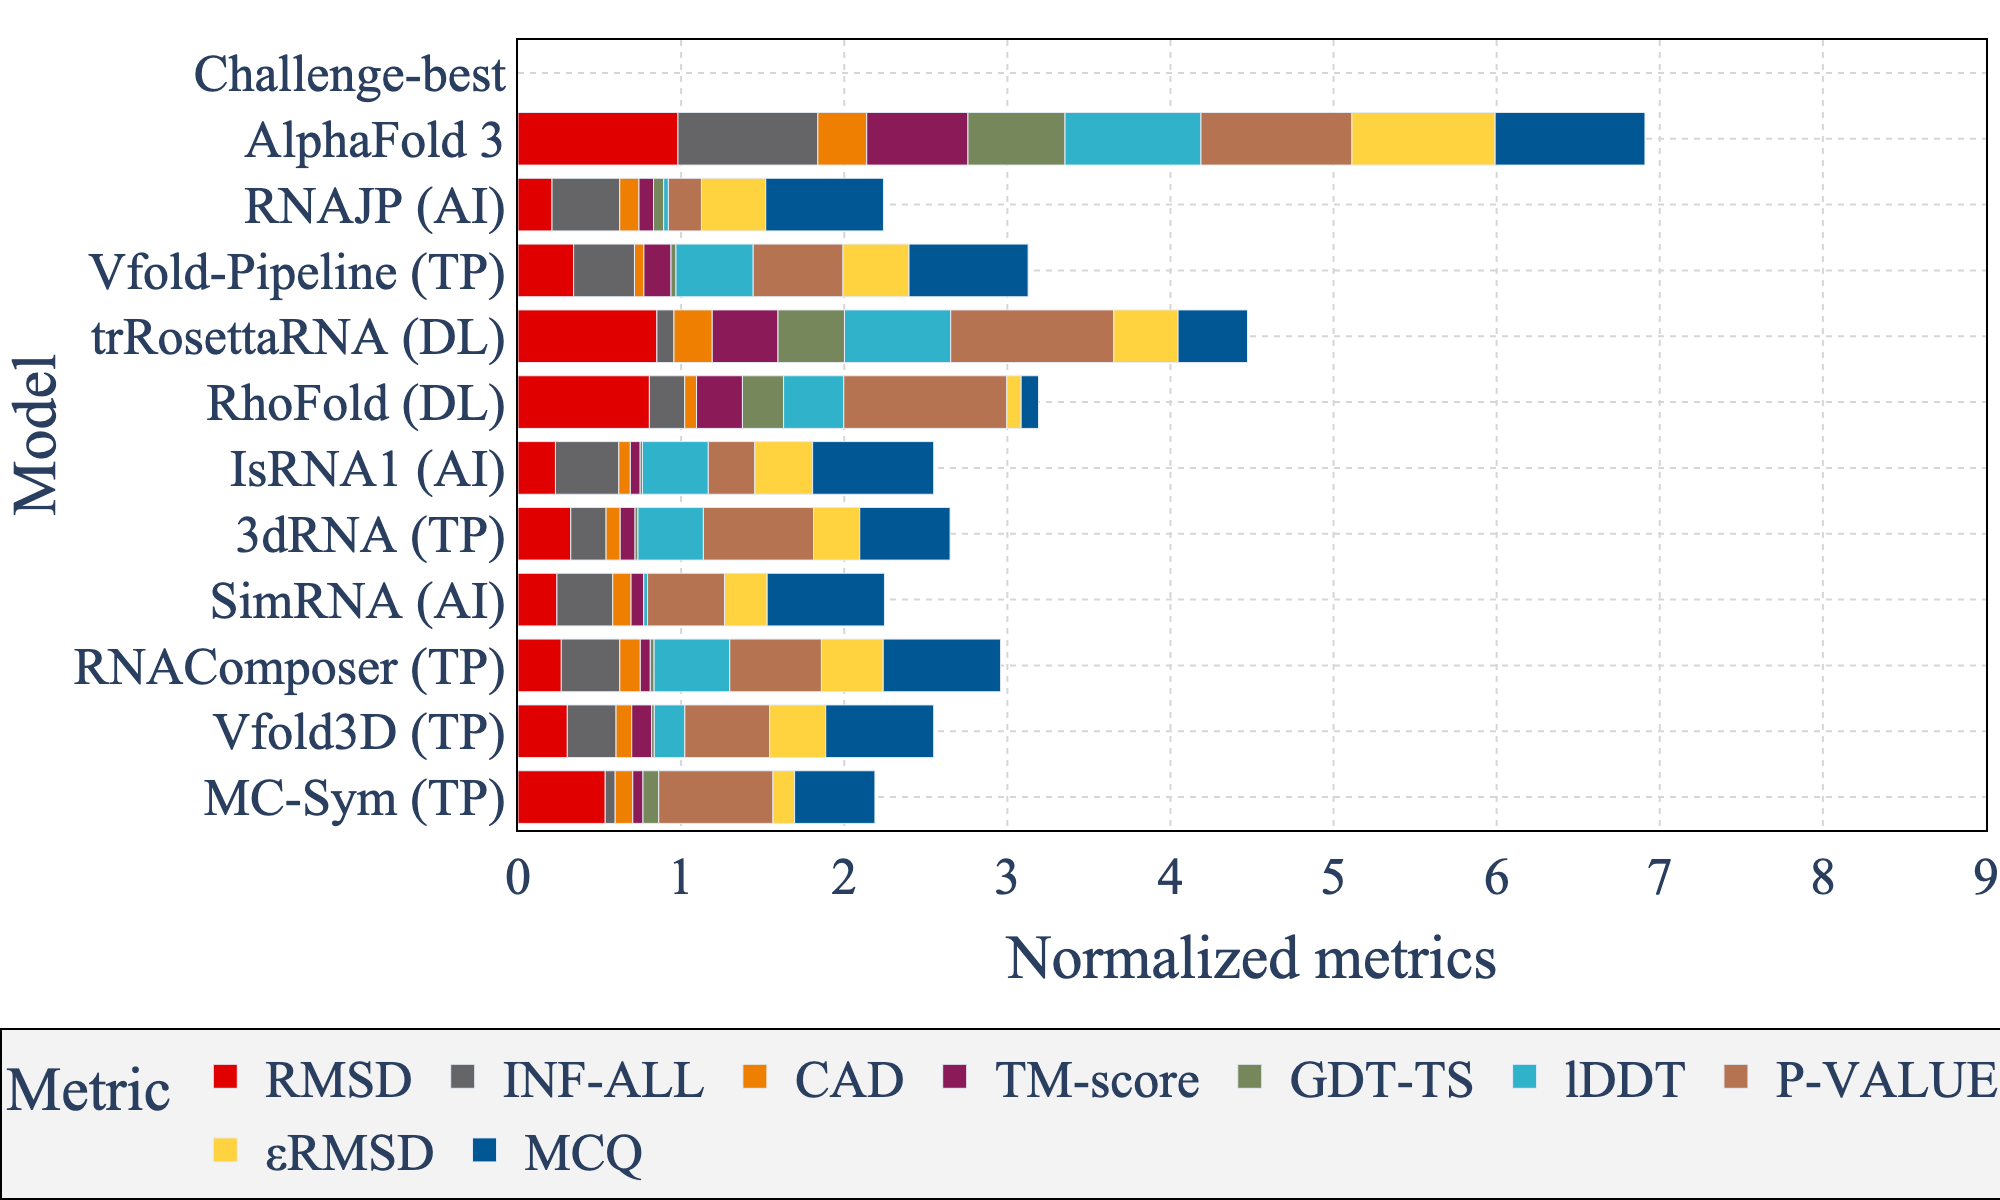 Challenge-best
AlphaFold 3
RNAJP (AI)
Vfold-Pipeline (TP)
trRosettaRNA (DL)
RhoFold (DL)
IsRNA1 (AI)
3dRNA (TP)
SimRNA (AI)
RNAComposer (TP)
Vfold3D (TP)
MC-Sym (TP)
Model
0 1 2 3 4 5 6 7 8 9
Normalized metrics
Metric RMSD INF-ALL CAD TM-score GDT-TS lDDT P-VALUE
εRMSD MCQ